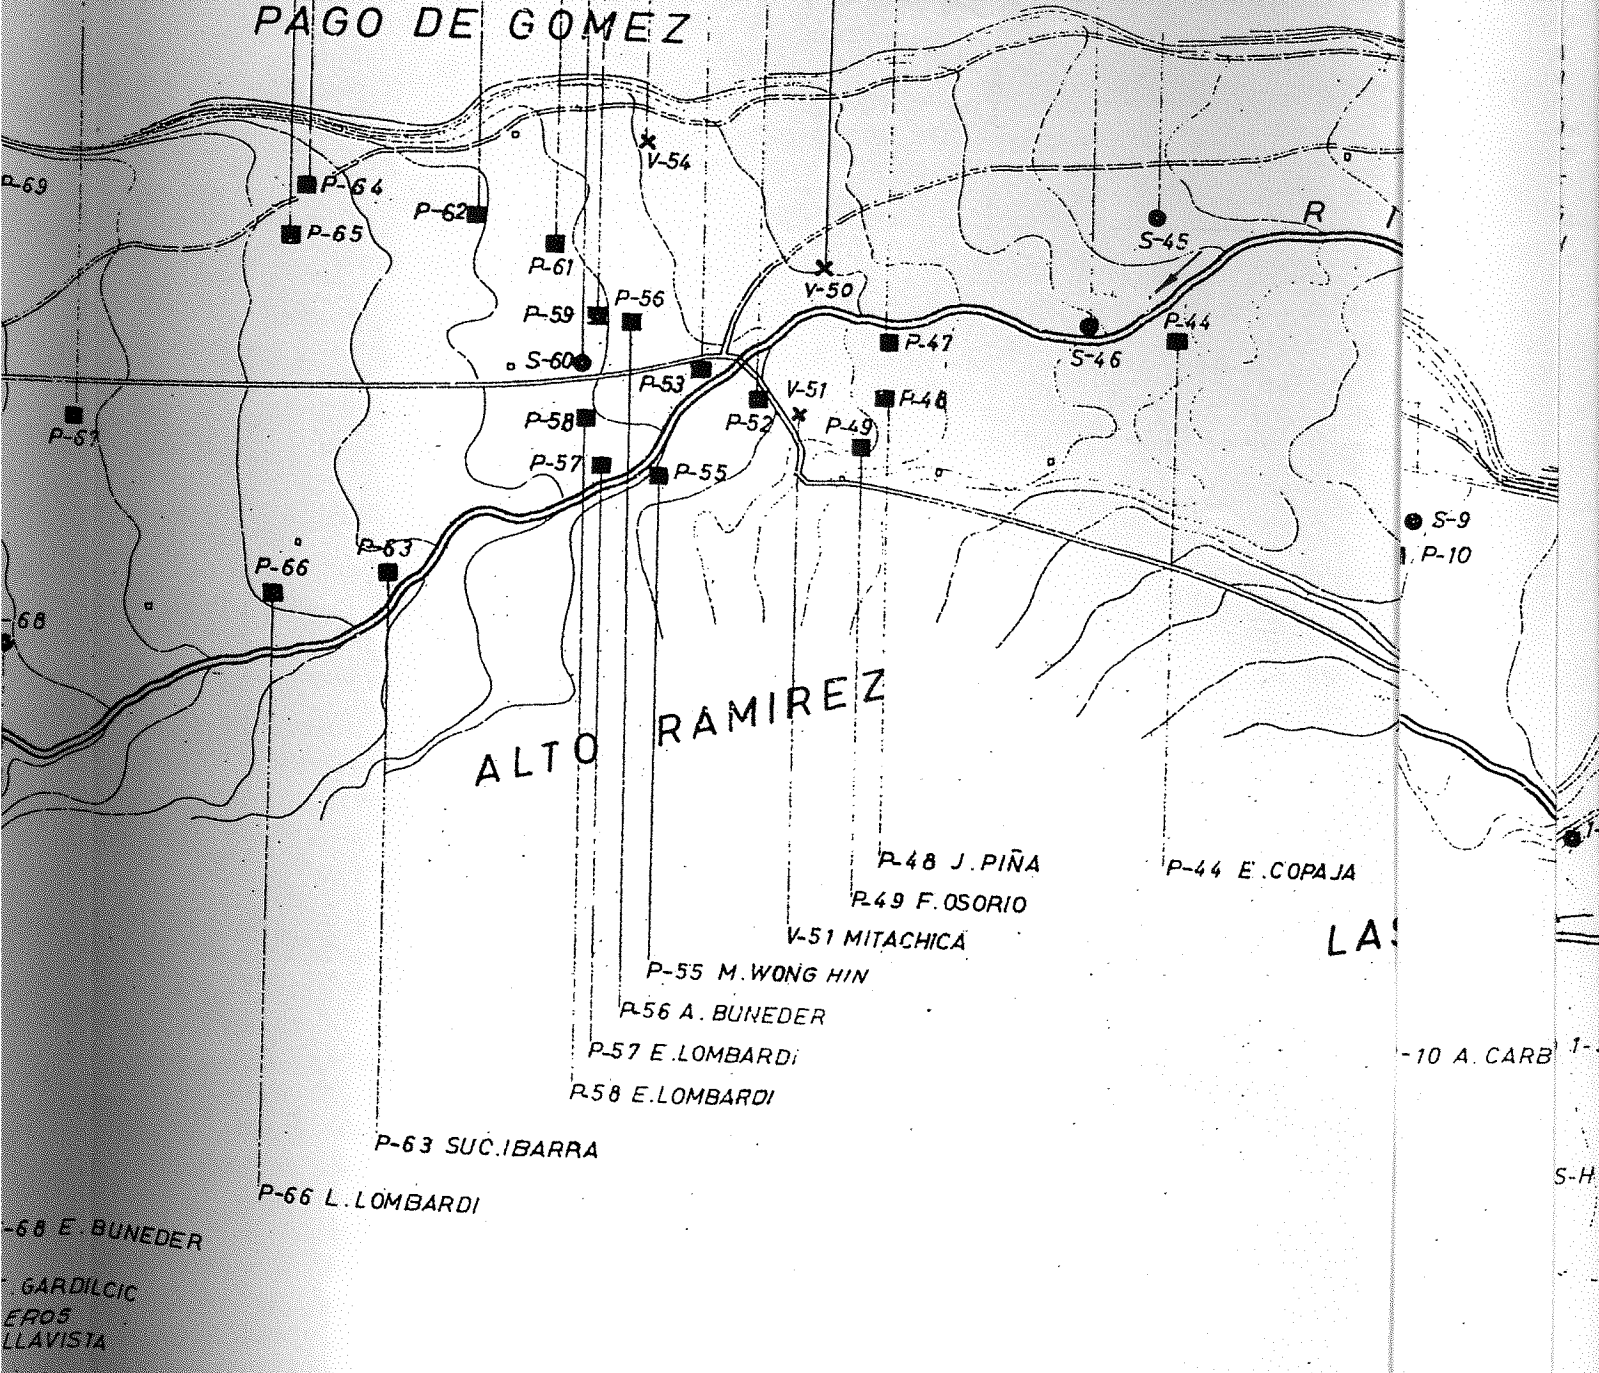 PAGO DE GOMEZ
V-54
P-69
P-64
P-62
P-65
R I
S-45
P-61
V-50
P-56
P-59
P-44
P-47
S-46
S-60
P-53
V-51
P-48
P-67
P-58
P-52
P-49
P-57
P-55
S-9
P-63
P-10
P-66
-68
ALTO RAMIREZ
P-48 J.PIÑA
P-44 E.COPAJA
P-49 F.OSORIO
V-51 MITACHICA
LAS
P-55 M.WONG HIN
P-56 A. BUNEDER
P-57 E.LOMBARDi
-10 A. CARB
1-
P-58 E.LOMBARDI
P-63 SUC.IBARRA
S-H
P-66 L.LOMBARDI
-68 E.BUNEDER
. GARDILCIC
EROS
LLAVISTA